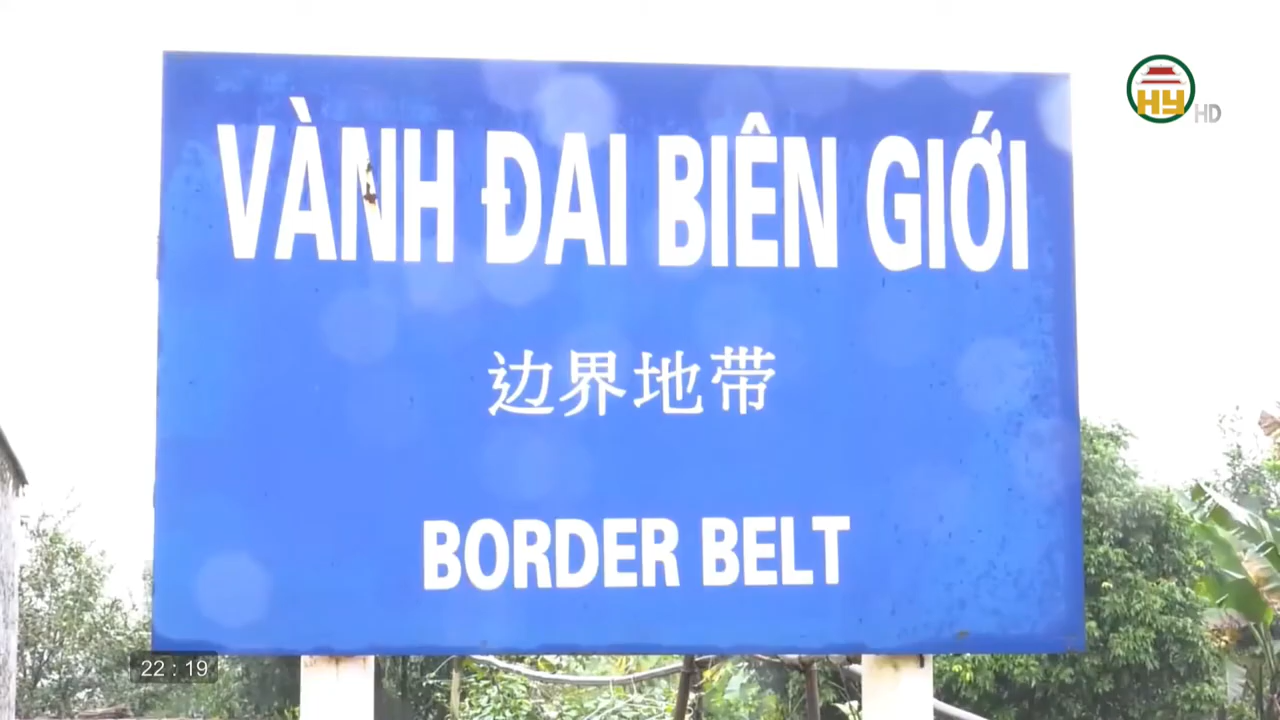 VÀNH ĐAI BIÊN GIỚI
边界地带
BORDER BELT
HY HD
22 : 19